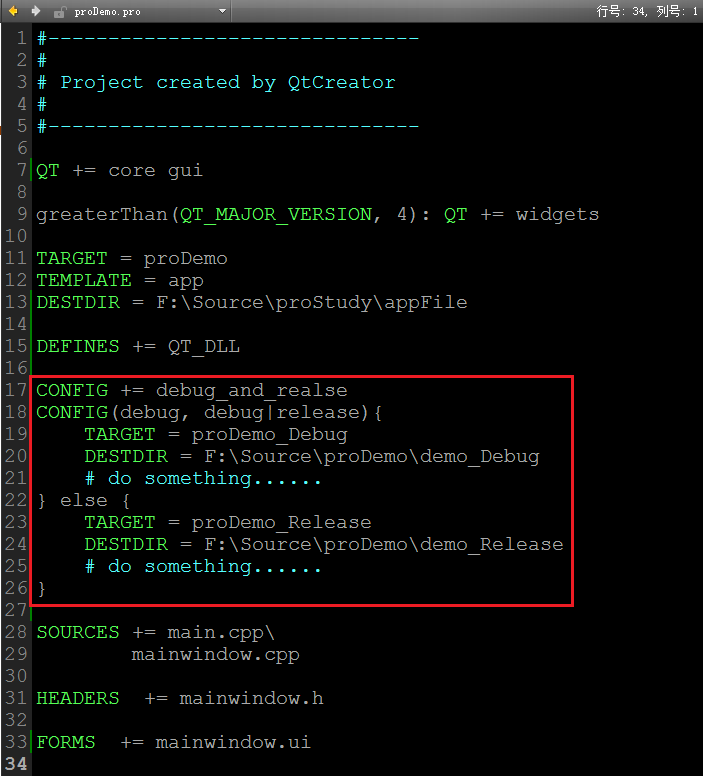 proDemo.pro 行号: 34, 列号: 1
1 #-------------------------------
2 #
3 # Project created by QtCreator
4 #
5 #-------------------------------
6
7 QT += core gui
8
9 greaterThan(QT_MAJOR_VERSION, 4): QT += widgets
10
11 TARGET = proDemo
12 TEMPLATE = app
13 DESTDIR = F:\Source\proStudy\appFile
14
15 DEFINES += QT_DLL
16
17 CONFIG += debug_and_realse
18 CONFIG(debug, debug|release){
19     TARGET = proDemo_Debug
20     DESTDIR = F:\Source\proDemo\demo_Debug
21     # do something......
22 } else {
23     TARGET = proDemo_Release
24     DESTDIR = F:\Source\proDemo\demo_Release
25     # do something......
26 }
27
28 SOURCES += main.cpp\
29         mainwindow.cpp
30
31 HEADERS  += mainwindow.h
32
33 FORMS  += mainwindow.ui
34